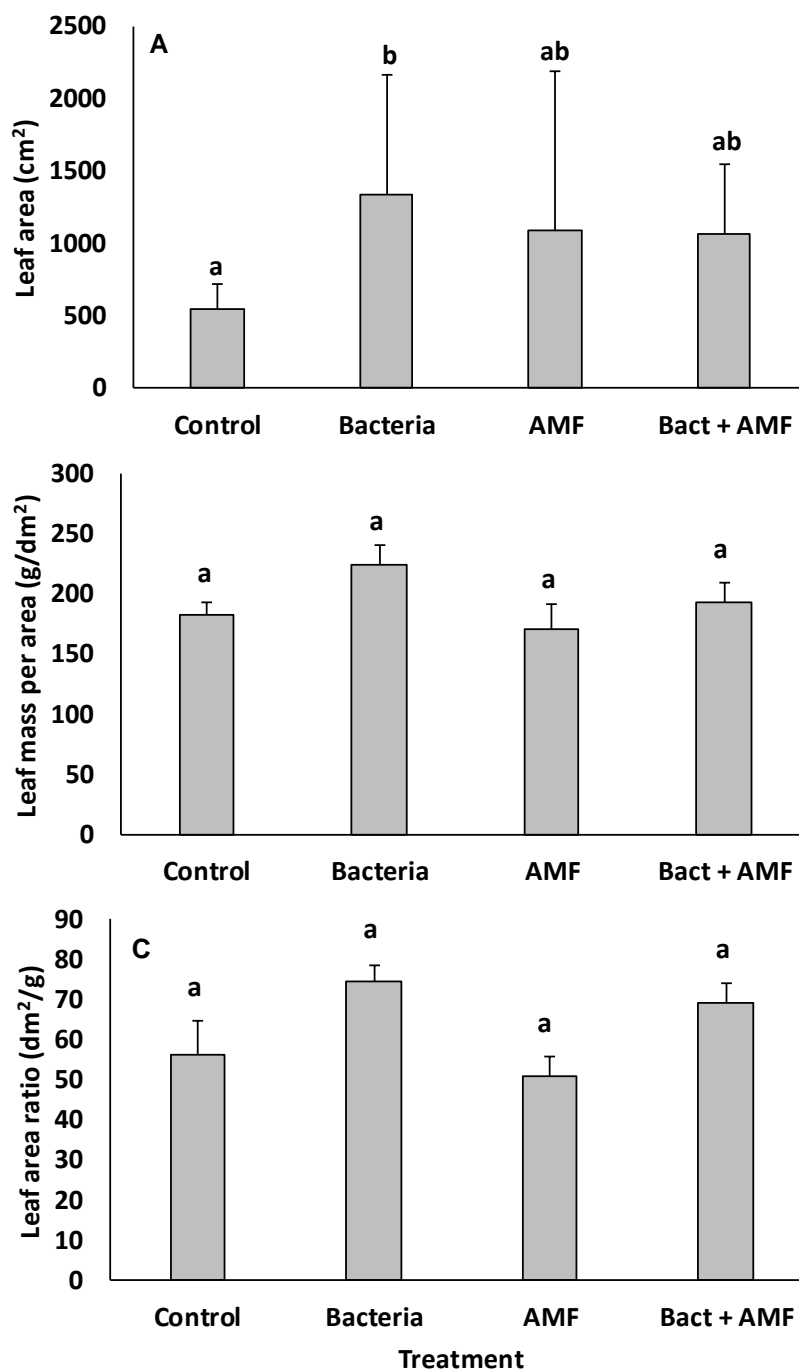 A
Leaf area (cm²)
2500
2000
1500
1000
500
0
a
b
ab
ab
Control Bacteria AMF Bact + AMF
Leaf mass per area (g/dm²)
300
250
200
150
100
50
0
a
a
a
a
Control Bacteria AMF Bact + AMF
C
Leaf area ratio (dm²/g)
90
80
70
60
50
40
30
20
10
0
a
a
a
a
Control Bacteria AMF Bact + AMF
Treatment